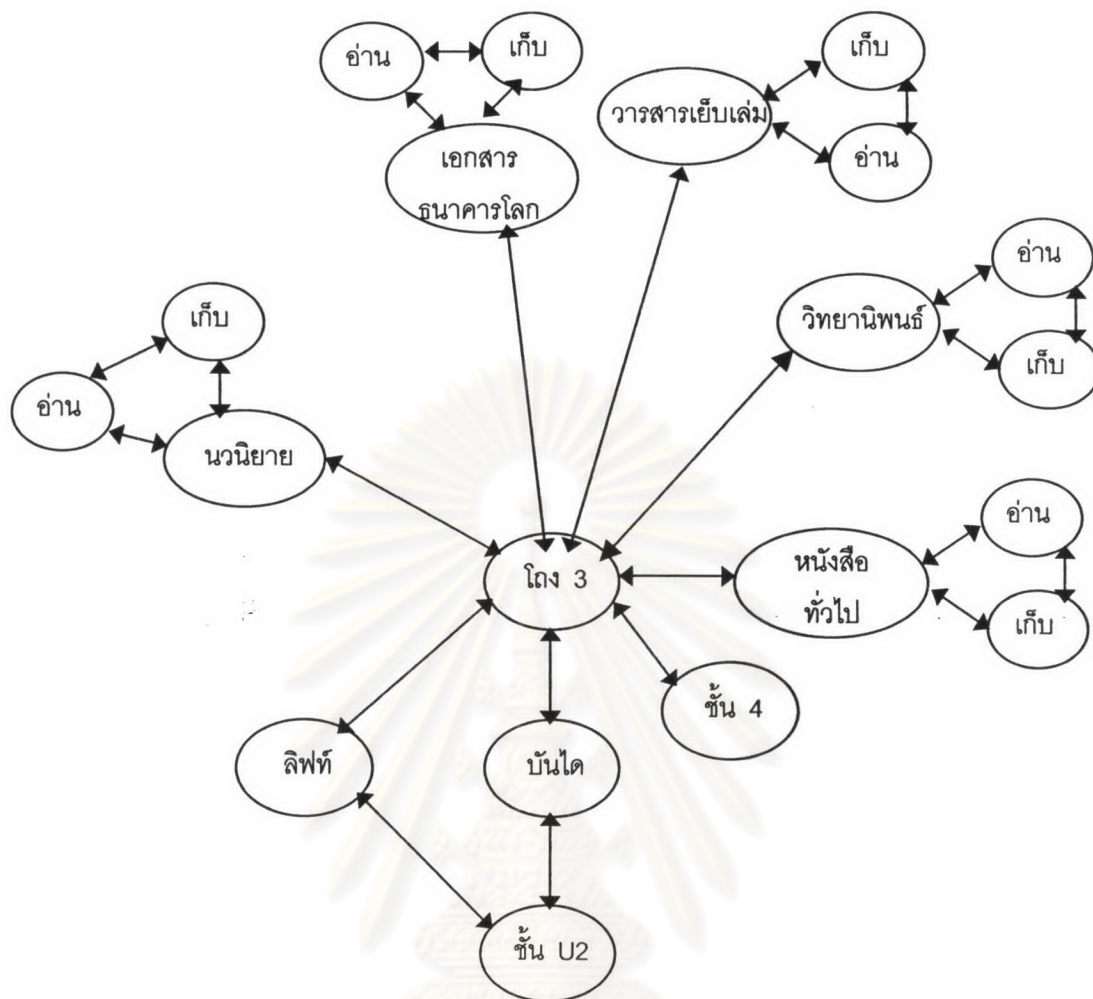 อ่าน
เก็บ
เก็บ
วารสารเย็บเล่ม
อ่าน
เอกสาร
ธนาคารโลก
อ่าน
วิทยานิพนธ์
เก็บ
เก็บ
อ่าน
นวนิยาย
อ่าน
หนังสือ
ทั่วไป
เก็บ
โถง 3
ชั้น 4
ลิฟท์
บันได
ชั้น U2